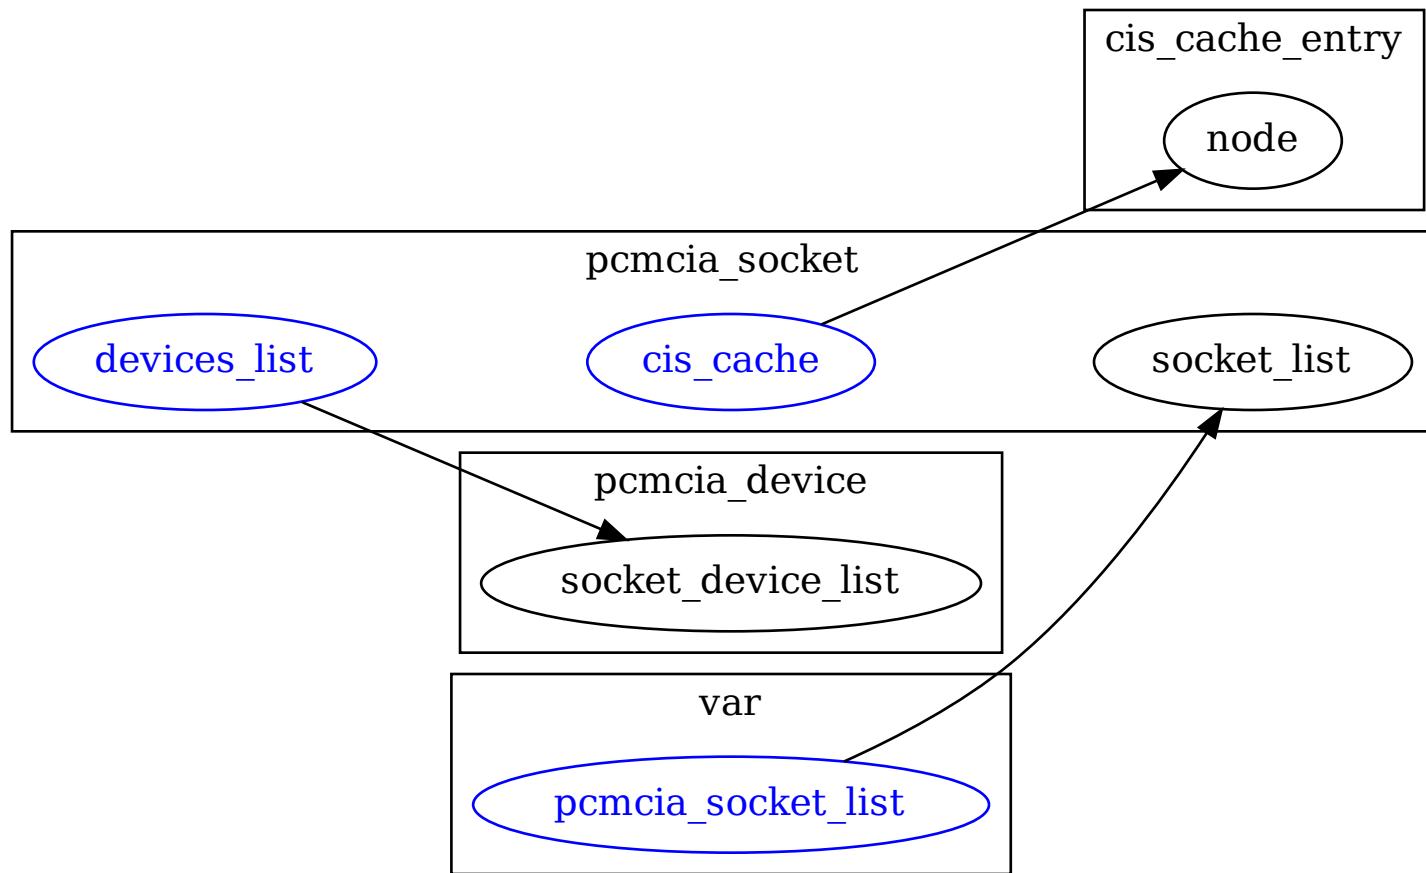 cis_cache_entry
node
pcmcia_socket
devices_list
cis_cache
socket_list
pcmcia_device
socket_device_list
var
pcmcia_socket_list